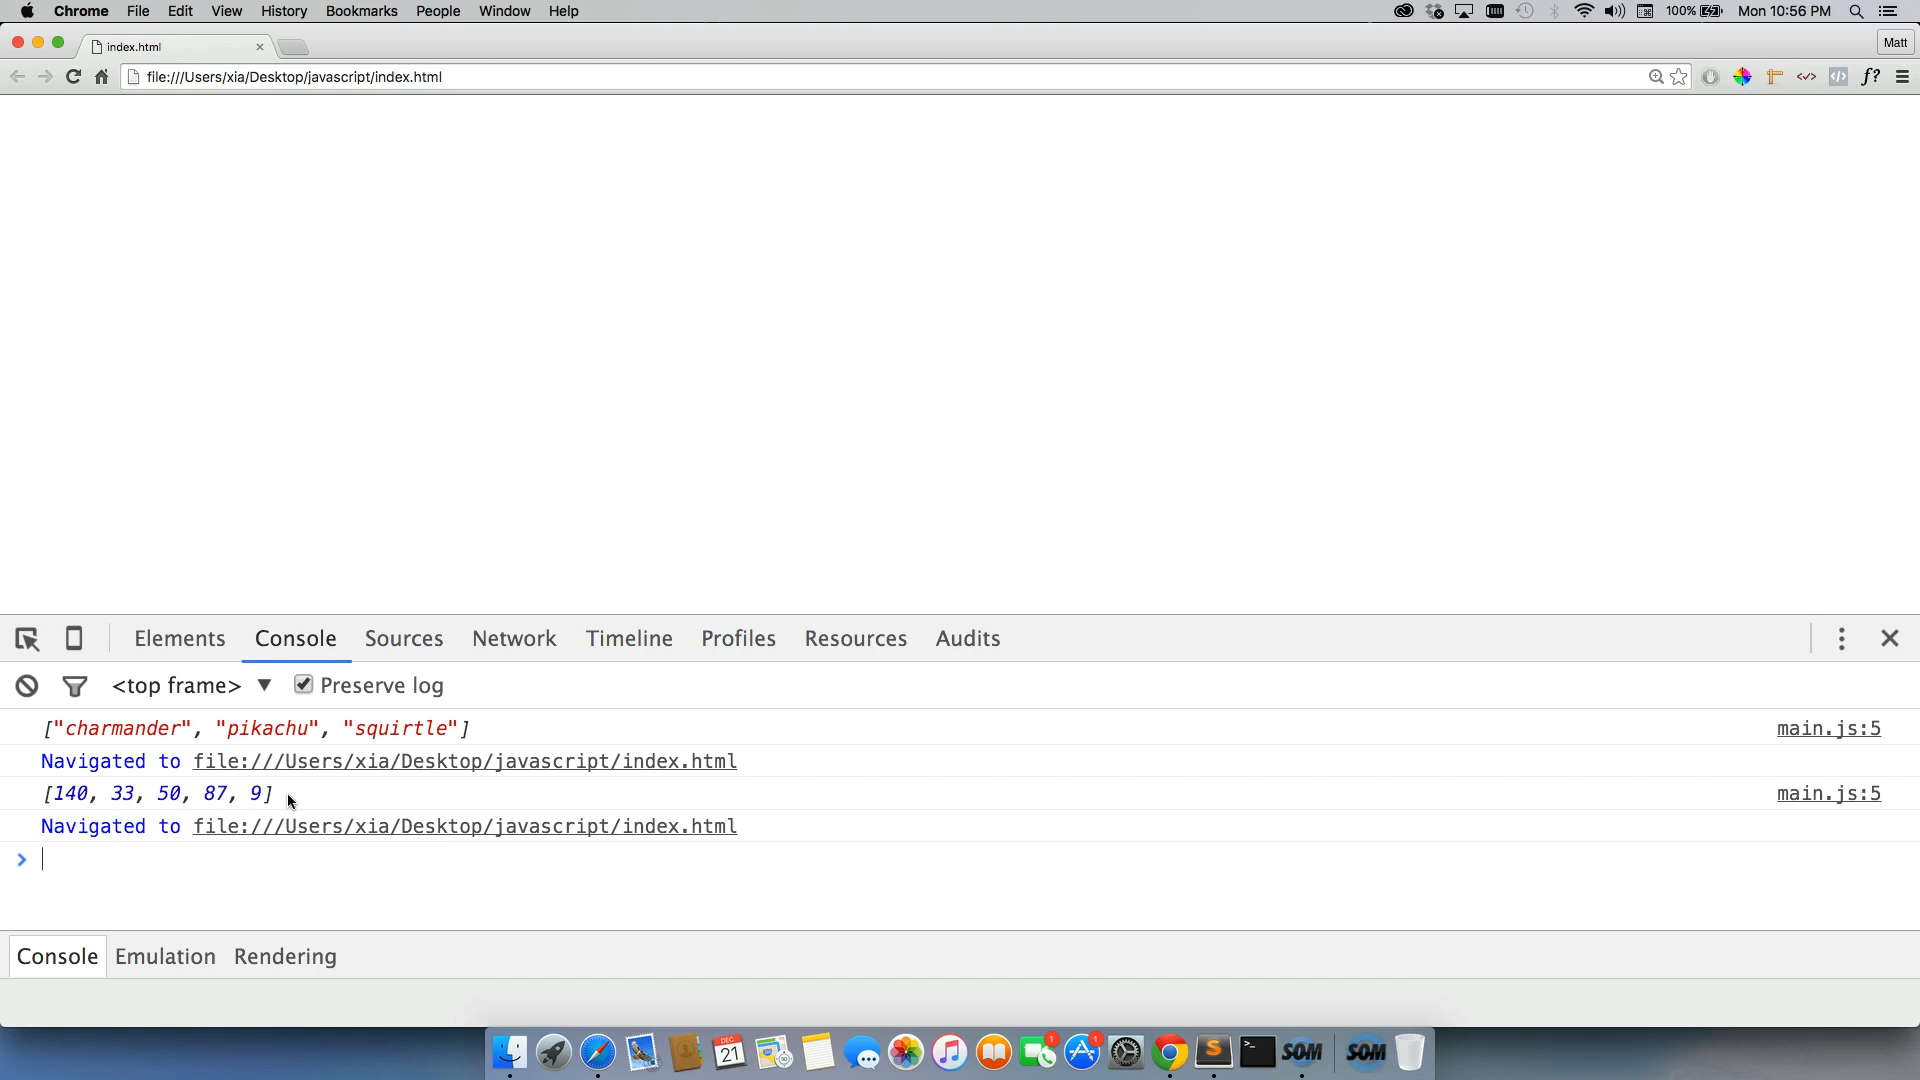 Chrome File Edit View History Bookmarks People Window Help 100% Mon 10:56 PM
index.html Matt
file:///Users/xia/Desktop/javascript/index.html f?
Elements Console Sources Network Timeline Profiles Resources Audits
<top frame> ▼ Preserve log
["charmander", "pikachu", "squirtle"] main.js:5
Navigated to file:///Users/xia/Desktop/javascript/index.html
[140, 33, 50, 87, 9] main.js:5
Navigated to file:///Users/xia/Desktop/javascript/index.html
>
Console Emulation Rendering
DEC 21 1 1 S >_ SOM SOM